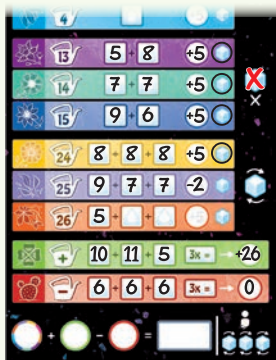 4
13 5 + 8 +5
14 7 + 7 +5 X
15 9 + 6 +5 ×
24 8 + 8 + 8 +5
25 9 + 7 + 7 -2
26 5 + + +5
+ 10 + 11 + 5 3x = → +26
- 6 + 6 + 6 3x = → 0
+ - =